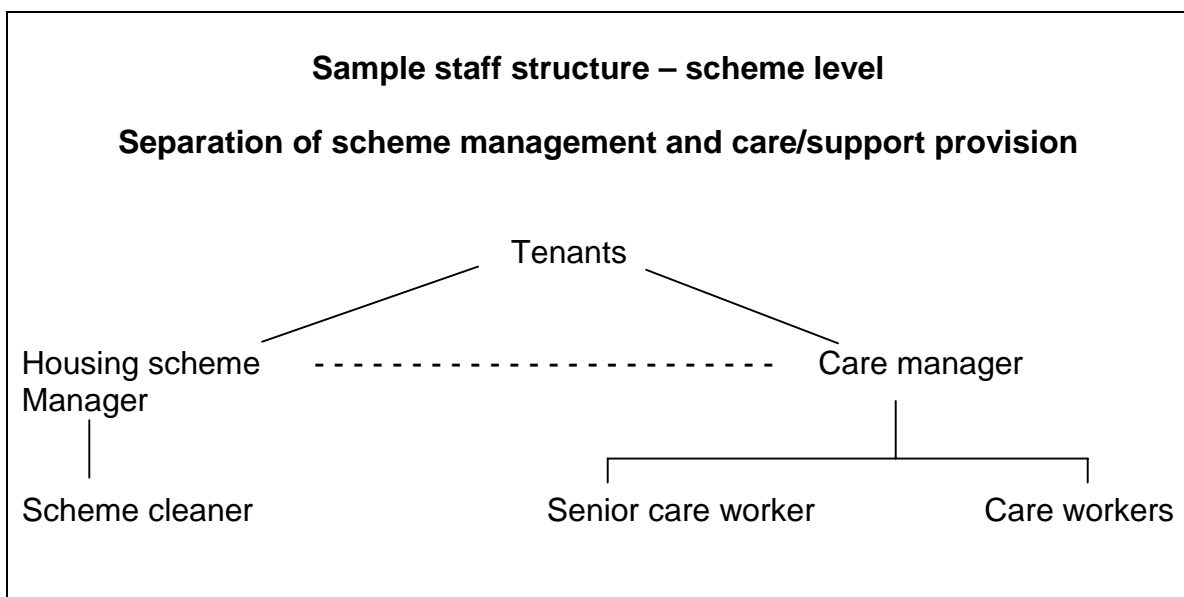 Sample staff structure – scheme level
Separation of scheme management and care/support provision
Tenants
Housing scheme
Manager
Care manager
Scheme cleaner
Senior care worker
Care workers